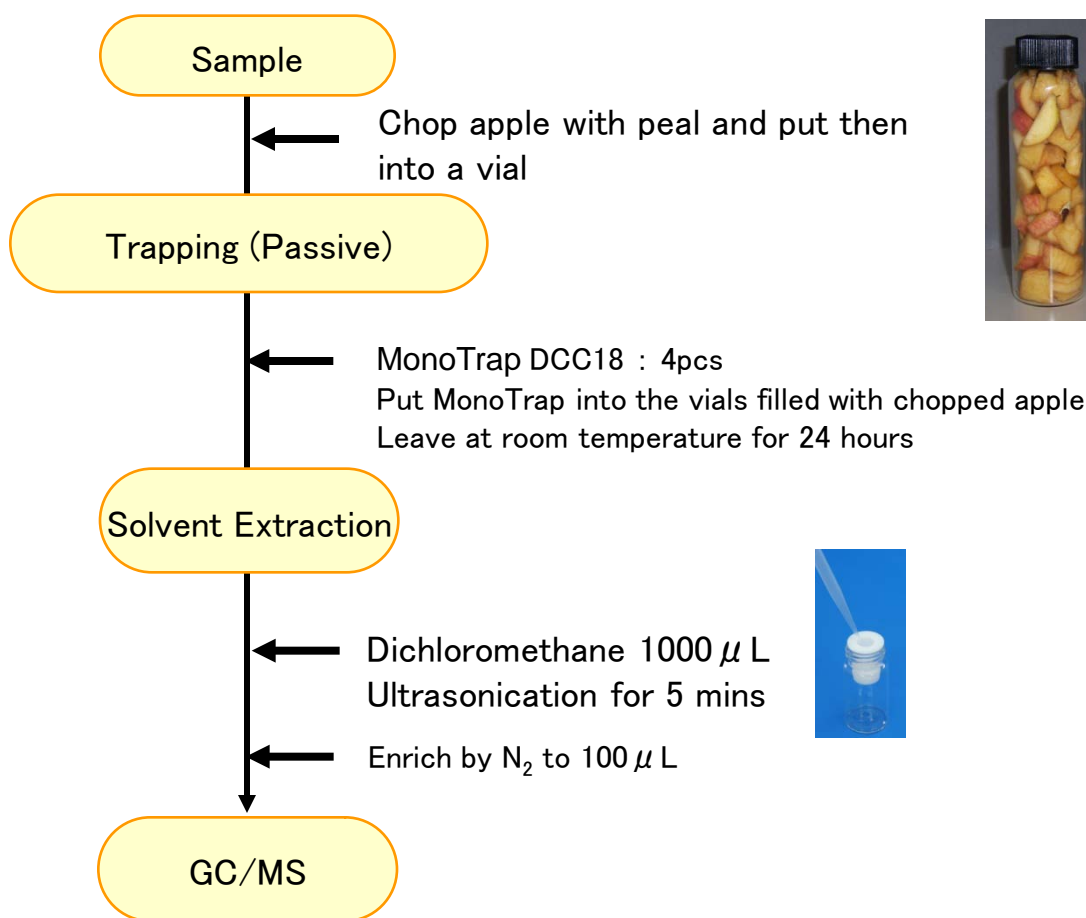 Sample
Chop apple with peal and put then
into a vial
Trapping (Passive)
MonoTrap DCC18 : 4pcs
Put MonoTrap into the vials filled with chopped apple
Leave at room temperature for 24 hours
Solvent Extraction
Dichloromethane 1000μL
Ultrasonication for 5 mins
Enrich by N₂ to 100μL
GC/MS